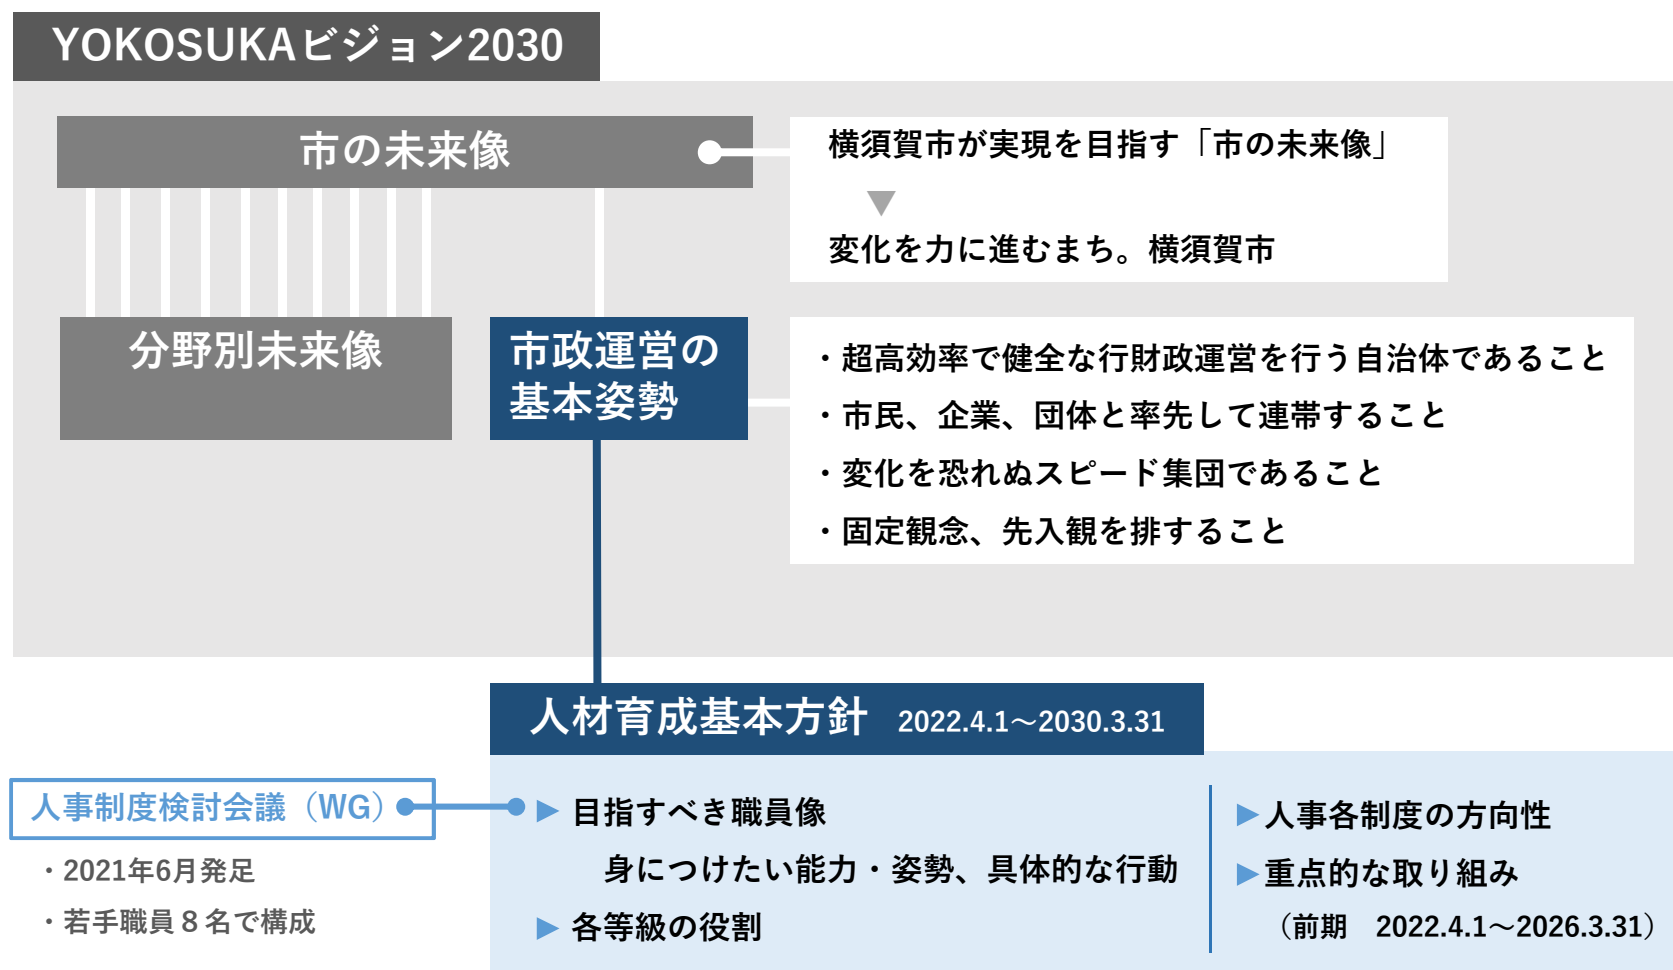 YOKOSUKAビジョン2030
市の未来像
横須賀市が実現を目指す「市の未来像」
▼
変化を力に進むまち。横須賀市
分野別未来像
市政運営の
基本姿勢
・超高効率で健全な行財政運営を行う自治体であること
・市民、企業、団体と率先して連帯すること
・変化を恐れぬスピード集団であること
・固定観念、先入観を排すること
人材育成基本方針 2022.4.1～2030.3.31
人事制度検討会議（WG）
・2021年6月発足
・若手職員８名で構成
▶ 目指すべき職員像
身につけたい能力・姿勢、具体的な行動
▶ 各等級の役割
▶人事各制度の方向性
▶重点的な取り組み
（前期 2022.4.1～2026.3.31）